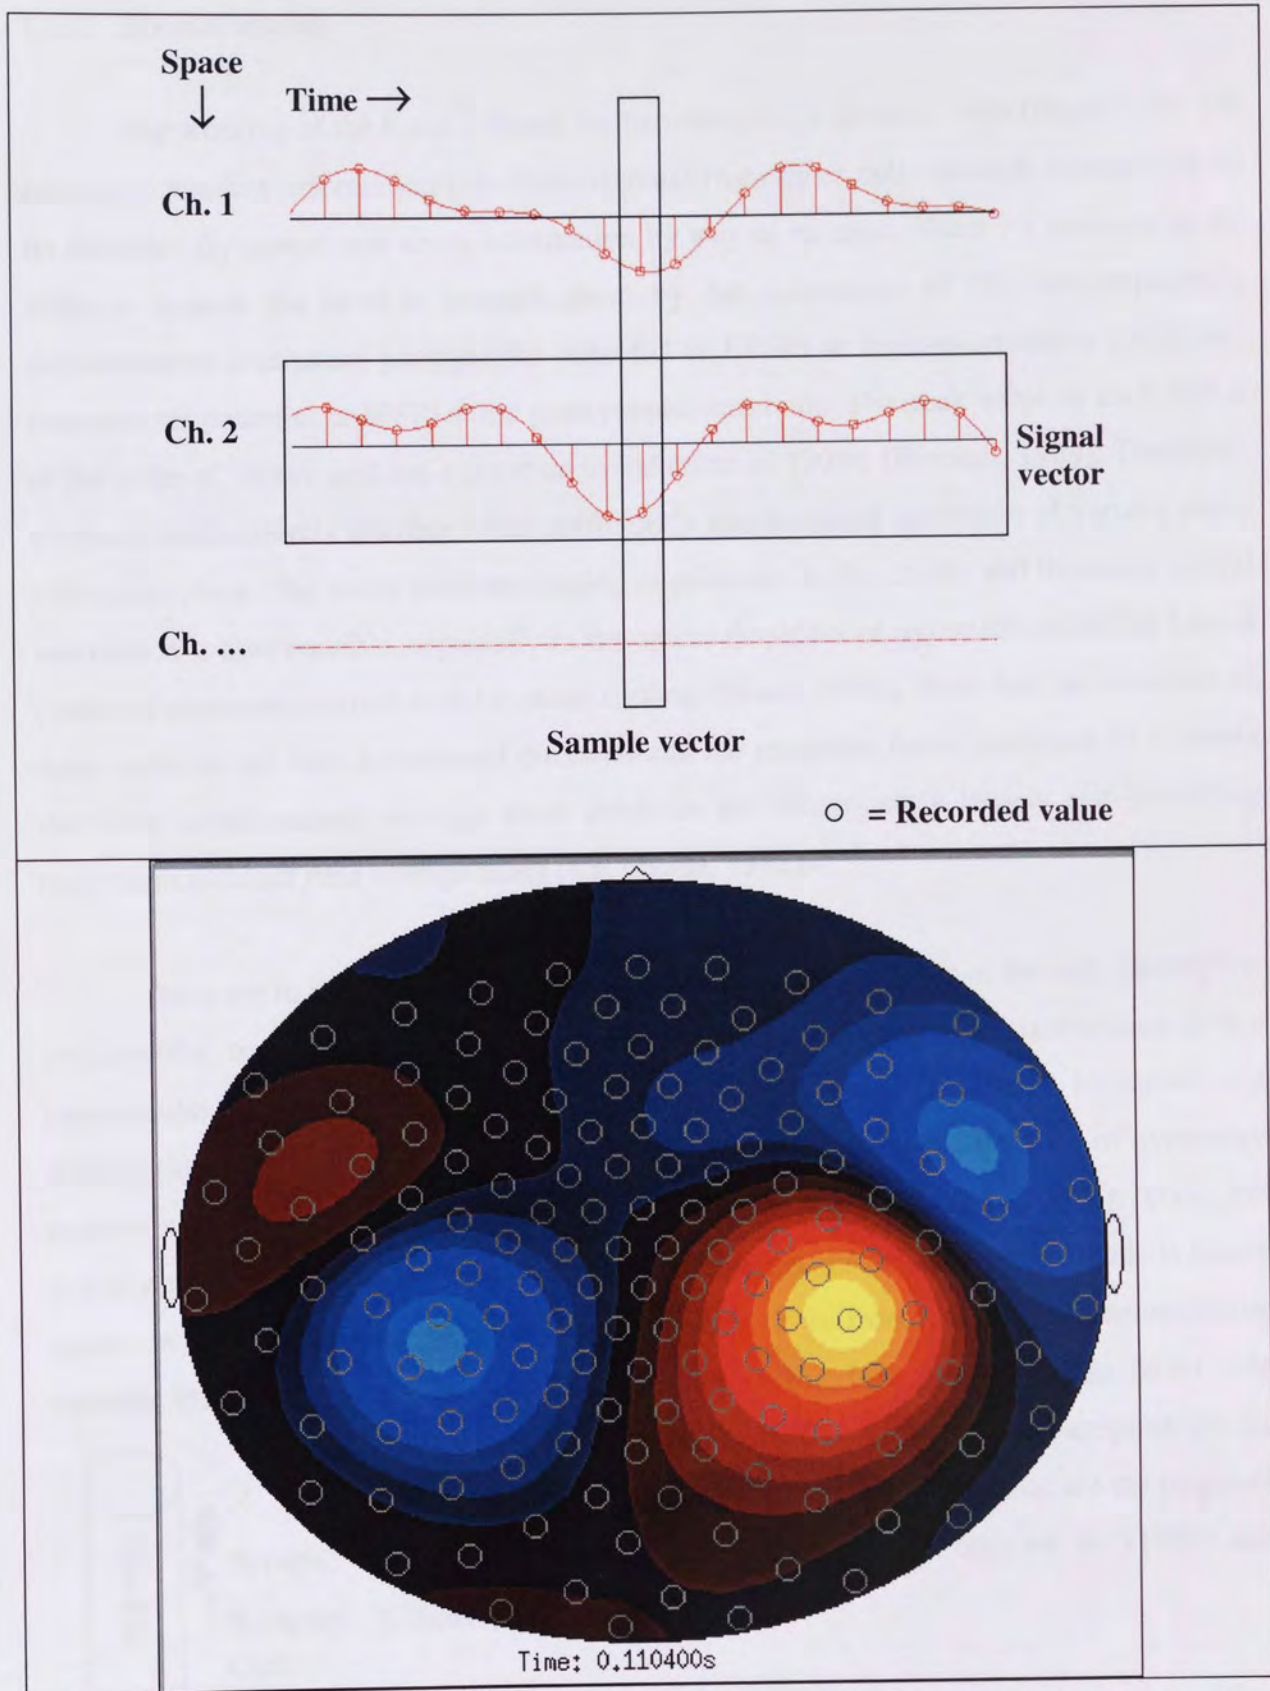 Space
↓
Time →
Ch. 1
Ch. 2
Signal
vector
Ch. ...
Sample vector
○ = Recorded value
Time: 0.110400s